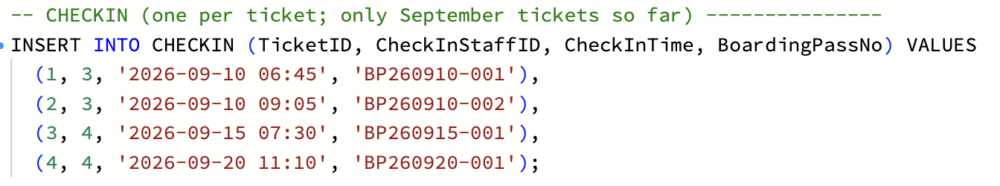 -- CHECKIN (one per ticket; only September tickets so far) ---------------
INSERT INTO CHECKIN (TicketID, CheckInStaffID, CheckInTime, BoardingPassNo) VALUES
(1, 3, '2026-09-10 06:45', 'BP260910-001'),
(2, 3, '2026-09-10 09:05', 'BP260910-002'),
(3, 4, '2026-09-15 07:30', 'BP260915-001'),
(4, 4, '2026-09-20 11:10', 'BP260920-001');